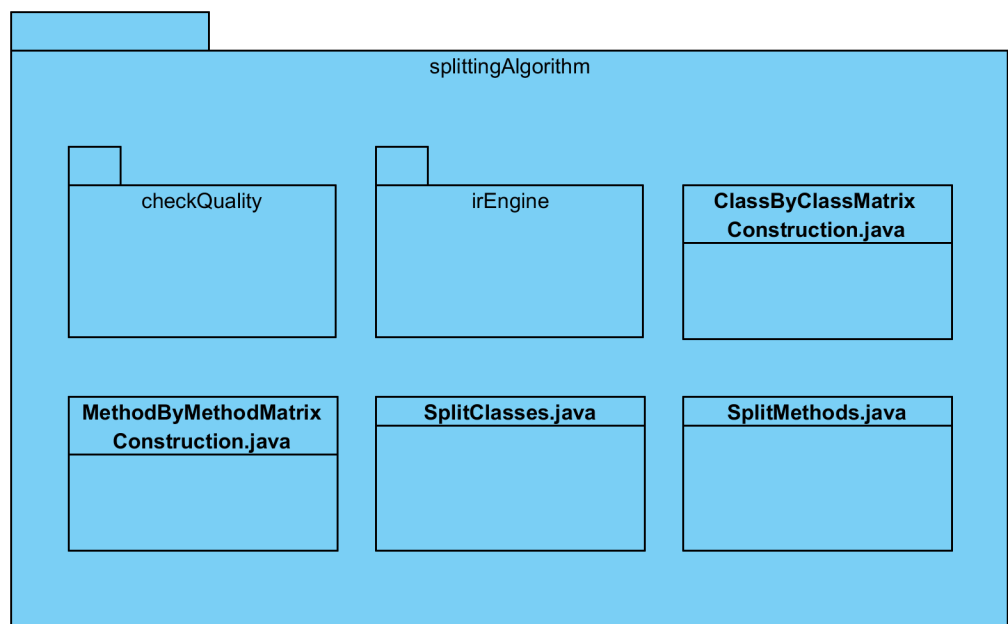 splittingAlgorithm
checkQuality
irEngine
ClassByClassMatrix
Construction.java
MethodByMethodMatrix
Construction.java
SplitClasses.java
SplitMethods.java